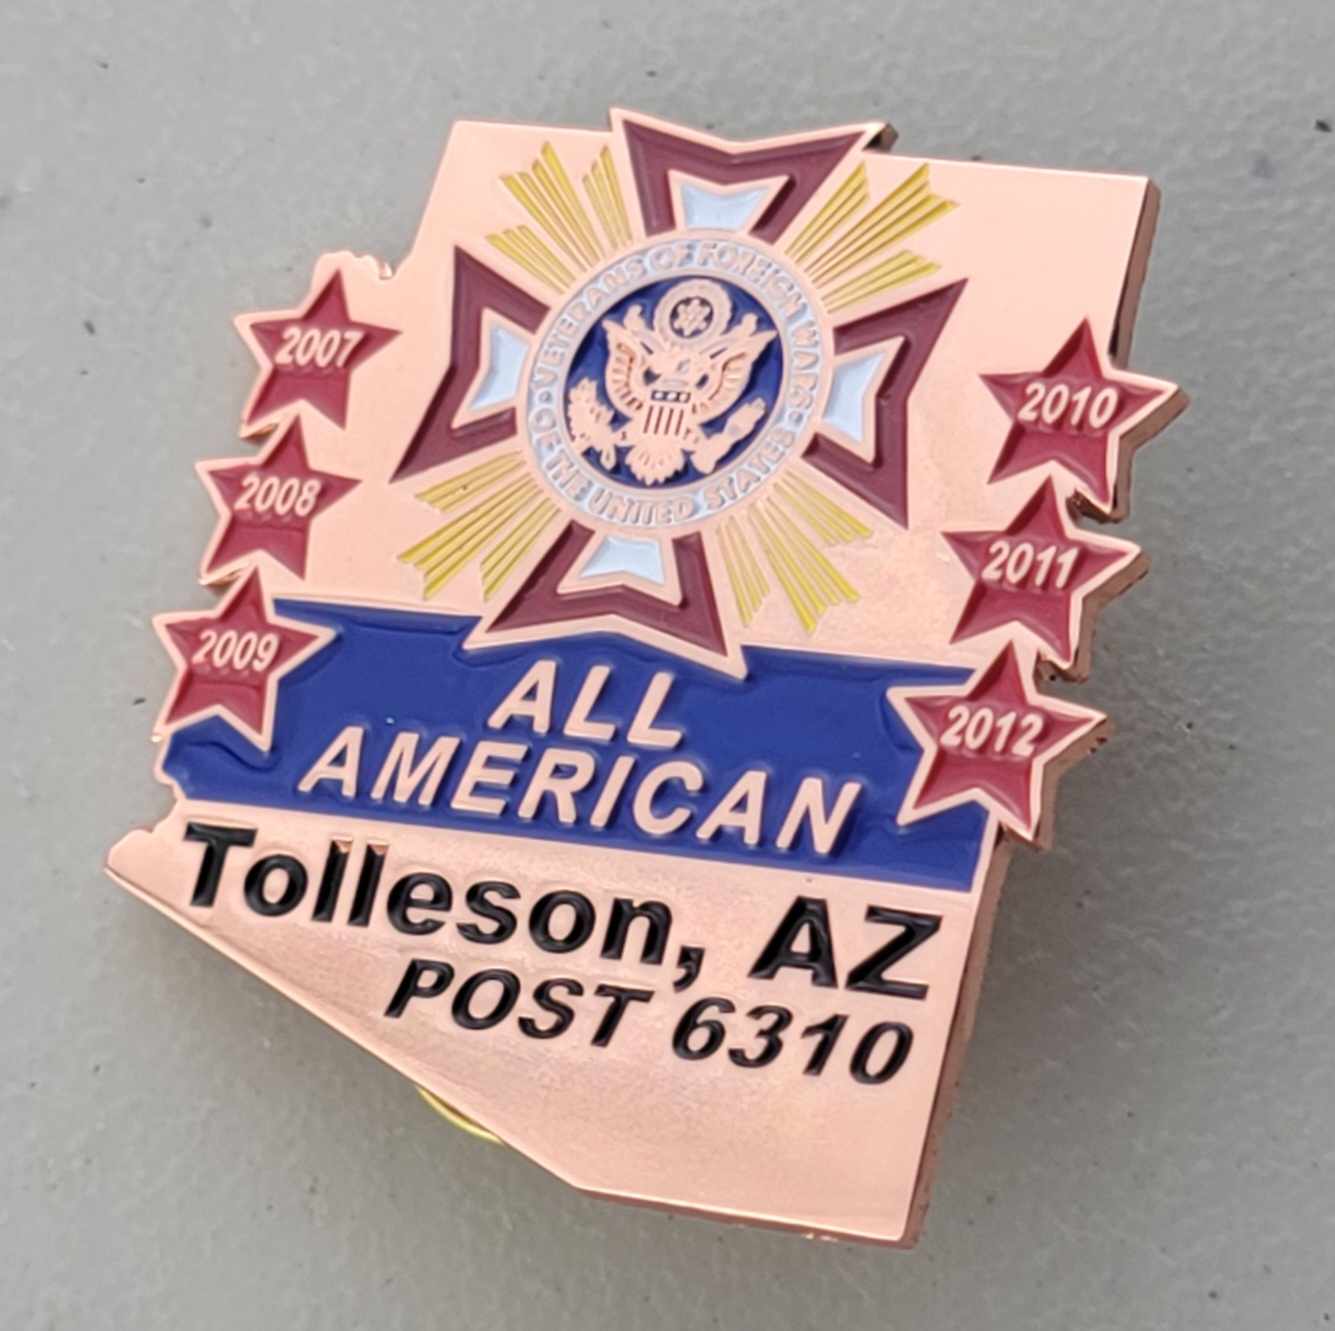 VETERANS OF FOREIGN WARS
OF THE UNITED STATES
2007
2008
2009
2010
2011
2012
ALL
AMERICAN
Tolleson, AZ
POST 6310